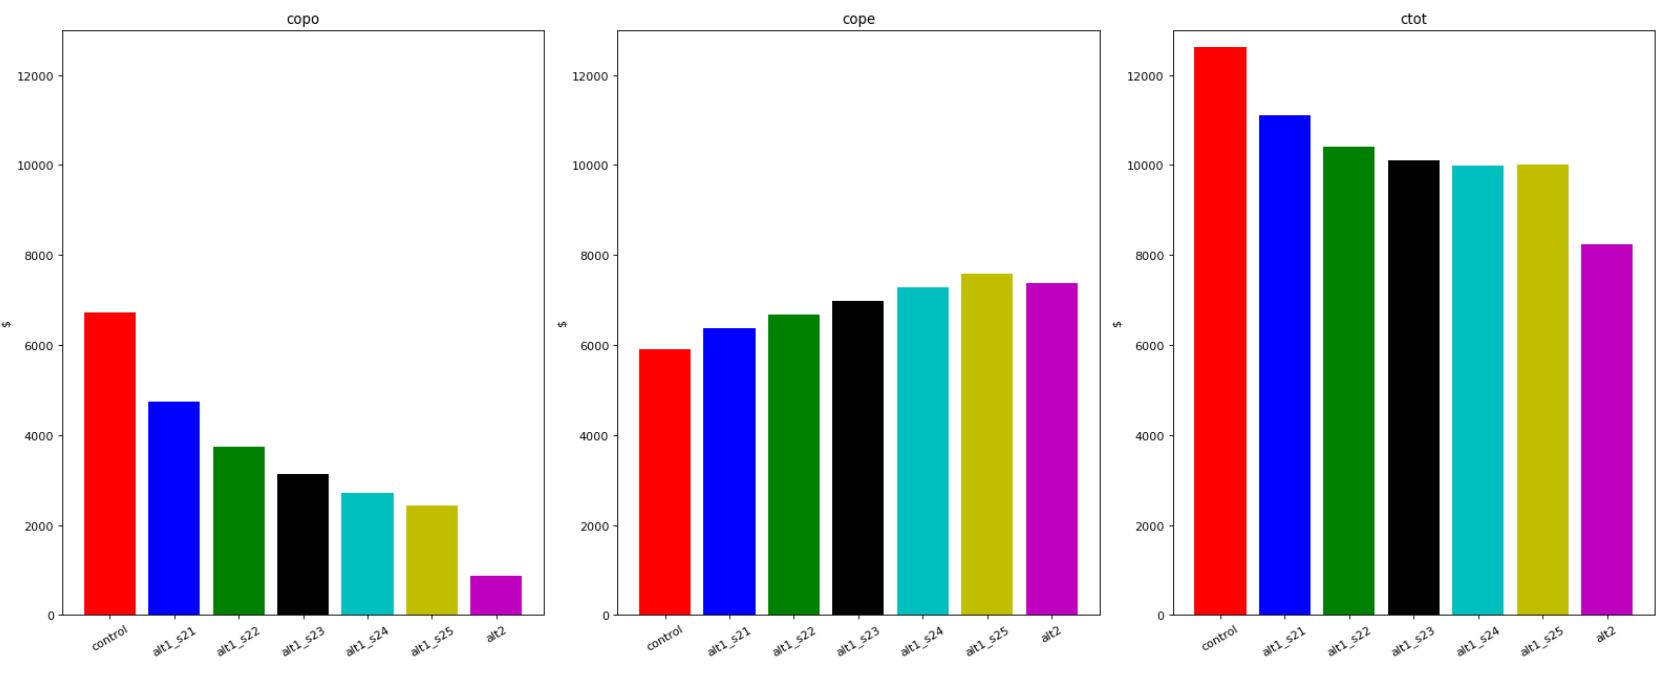 copo
12000
10000
8000
6000
4000
2000
0
$
control
alt1_s21
alt1_s22
alt1_s23
alt1_s24
alt1_s25
alt2
cope
12000
10000
8000
6000
4000
2000
0
$
control
alt1_s21
alt1_s22
alt1_s23
alt1_s24
alt1_s25
alt2
ctot
12000
10000
8000
6000
4000
2000
0
$
control
alt1_s21
alt1_s22
alt1_s23
alt1_s24
alt1_s25
alt2